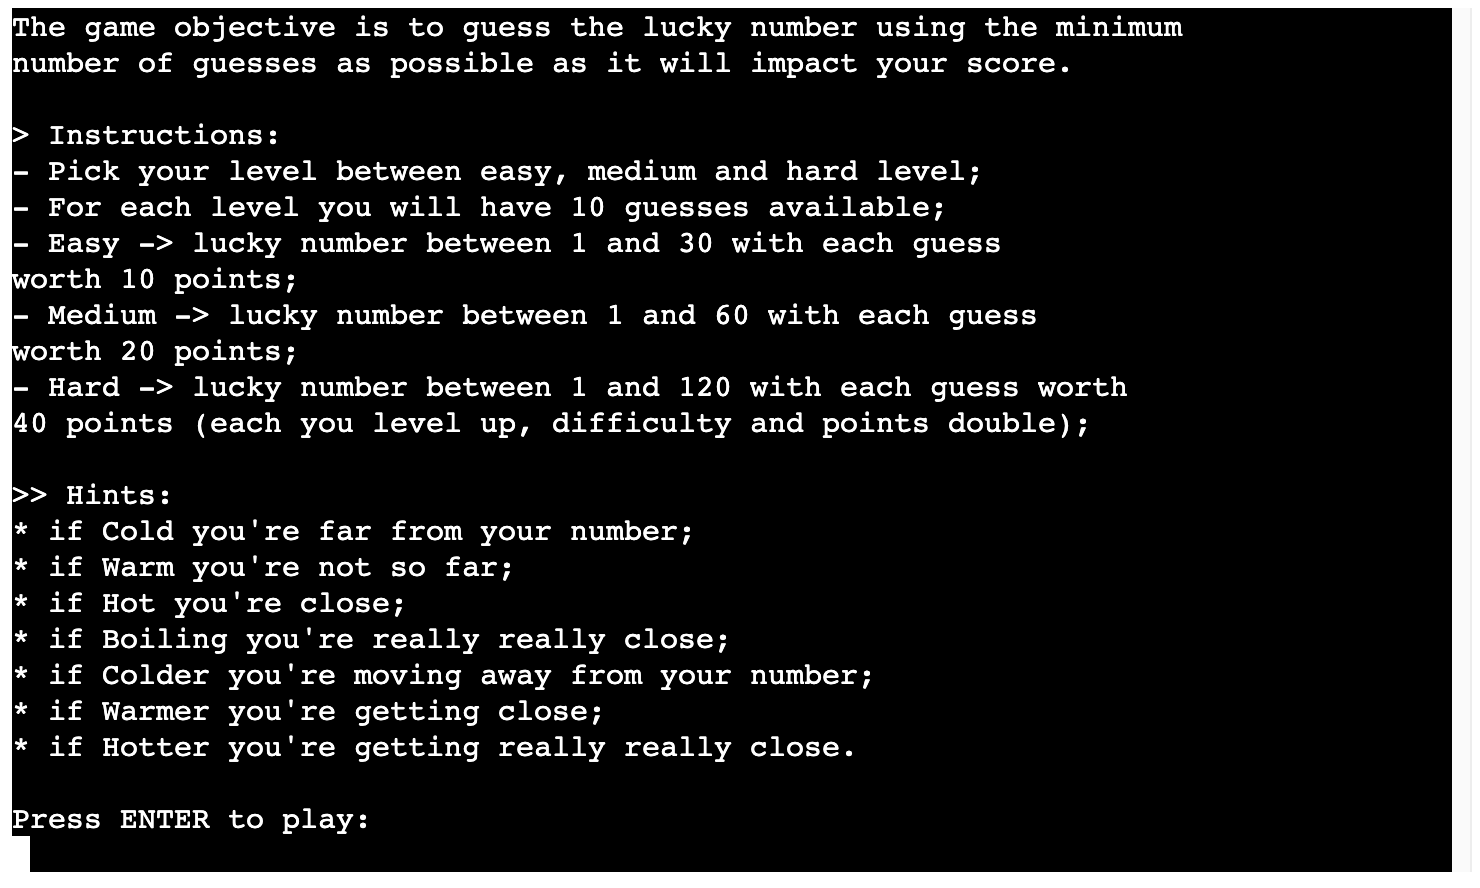 The game objective is to guess the lucky number using the minimum
number of guesses as possible as it will impact your score.
> Instructions:
- Pick your level between easy, medium and hard level;
- For each level you will have 10 guesses available;
- Easy -> lucky number between 1 and 30 with each guess
worth 10 points;
- Medium -> lucky number between 1 and 60 with each guess
worth 20 points;
- Hard -> lucky number between 1 and 120 with each guess worth
40 points (each you level up, difficulty and points double);
>> Hints:
* if Cold you're far from your number;
* if Warm you're not so far;
* if Hot you're close;
* if Boiling you're really really close;
* if Colder you're moving away from your number;
* if Warmer you're getting close;
* if Hotter you're getting really really close.
Press ENTER to play: